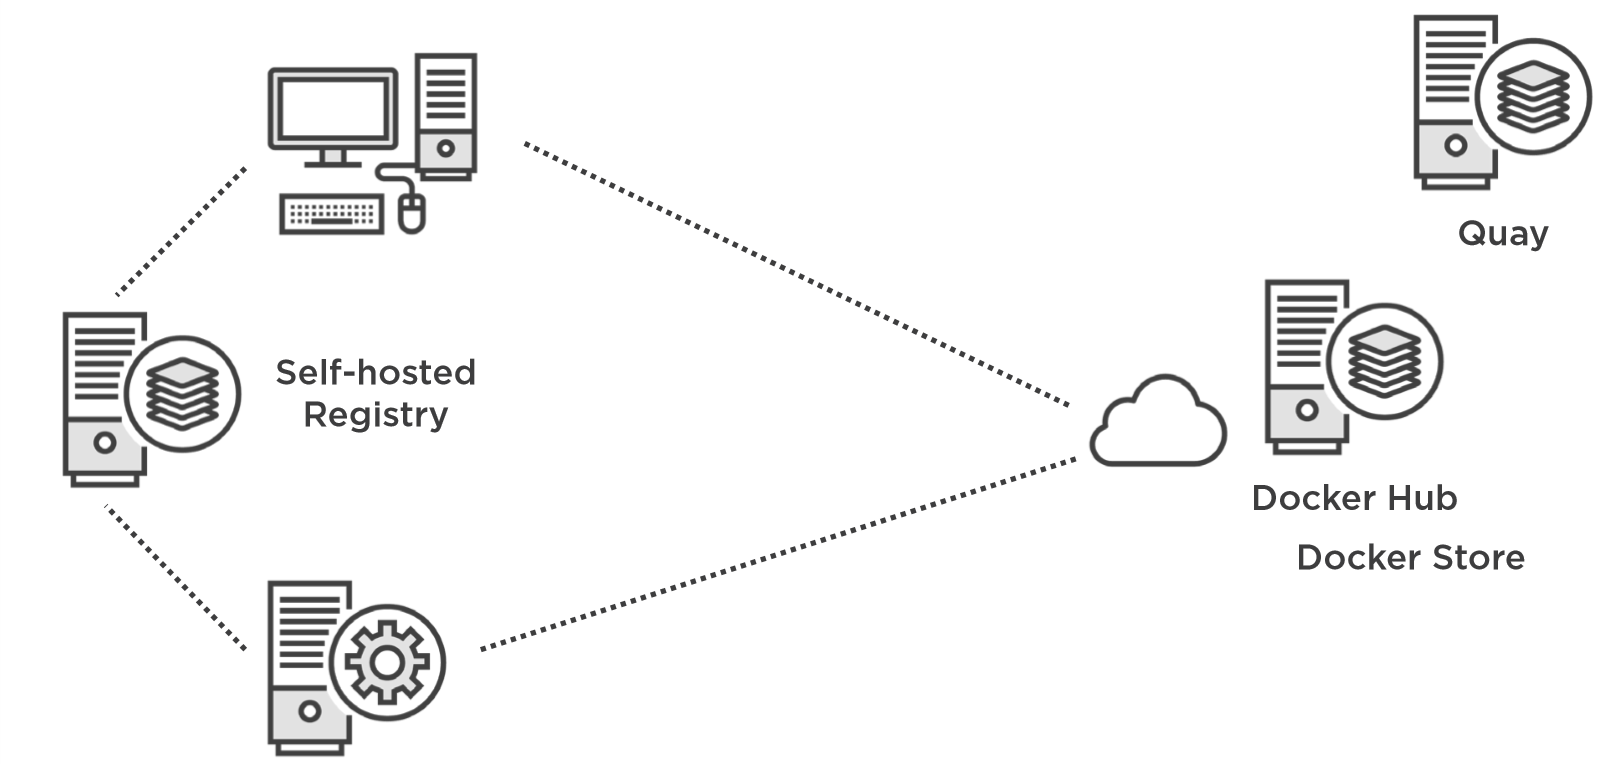 Quay
Self-hosted
Registry
Docker Hub
Docker Store